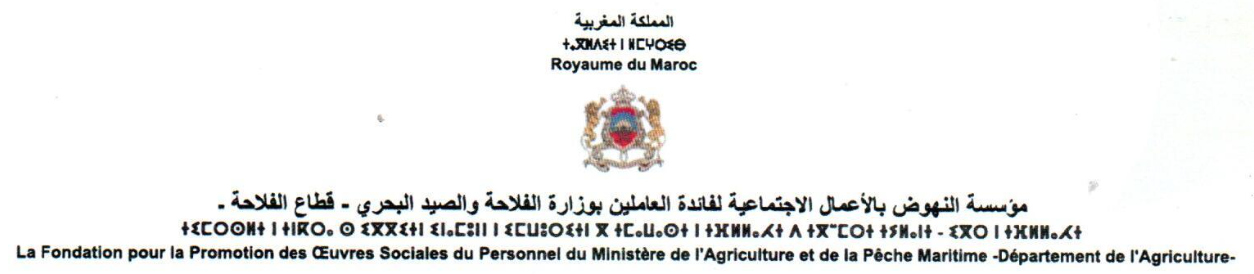 المملكة المغربية
ⵜⴰⴳⵍⴷⵉⵜ ⵏ ⵍⵎⵖⵔⵉⴱ
Royaume du Maroc
مؤسسة النهوض بالأعمال الاجتماعية لفائدة العاملين بوزارة الفلاحة والصيد البحري - قطاع الفلاحة -
La Fondation pour la Promotion des Œuvres Sociales du Personnel du Ministère de l'Agriculture et de la Pêche Maritime -Département de l'Agriculture-